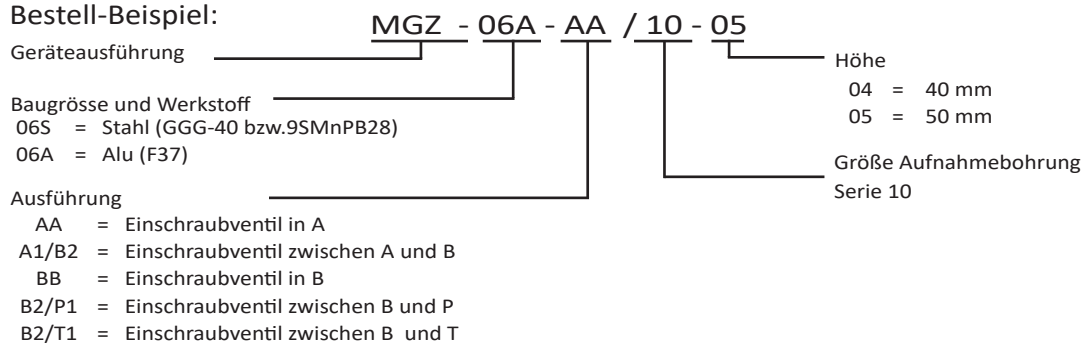 Bestell-Beispiel:
MGZ - 06A - AA / 10 - 05
Geräteausführung
Höhe
04 = 40 mm
05 = 50 mm
Baugrösse und Werkstoff
06S = Stahl (GGG-40 bzw.9SMnPB28)
06A = Alu (F37)
Größe Aufnahmebohrung
Serie 10
Ausführung
AA = Einschraubventil in A
A1/B2 = Einschraubventil zwischen A und B
BB = Einschraubventil in B
B2/P1 = Einschraubventil zwischen B und P
B2/T1 = Einschraubventil zwischen B und T